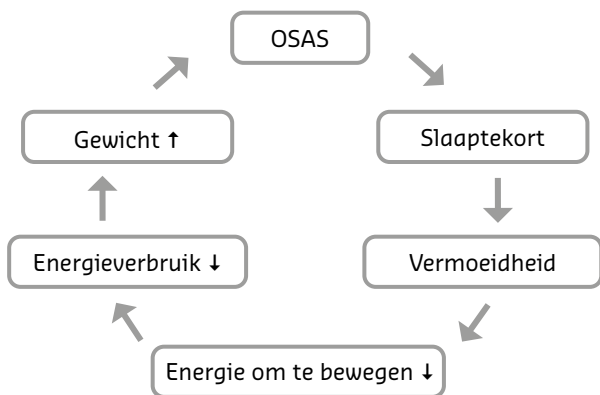 OSAS
Gewicht ↑
Slaaptekort
Energieverbruik ↓
Vermoeidheid
Energie om te bewegen ↓